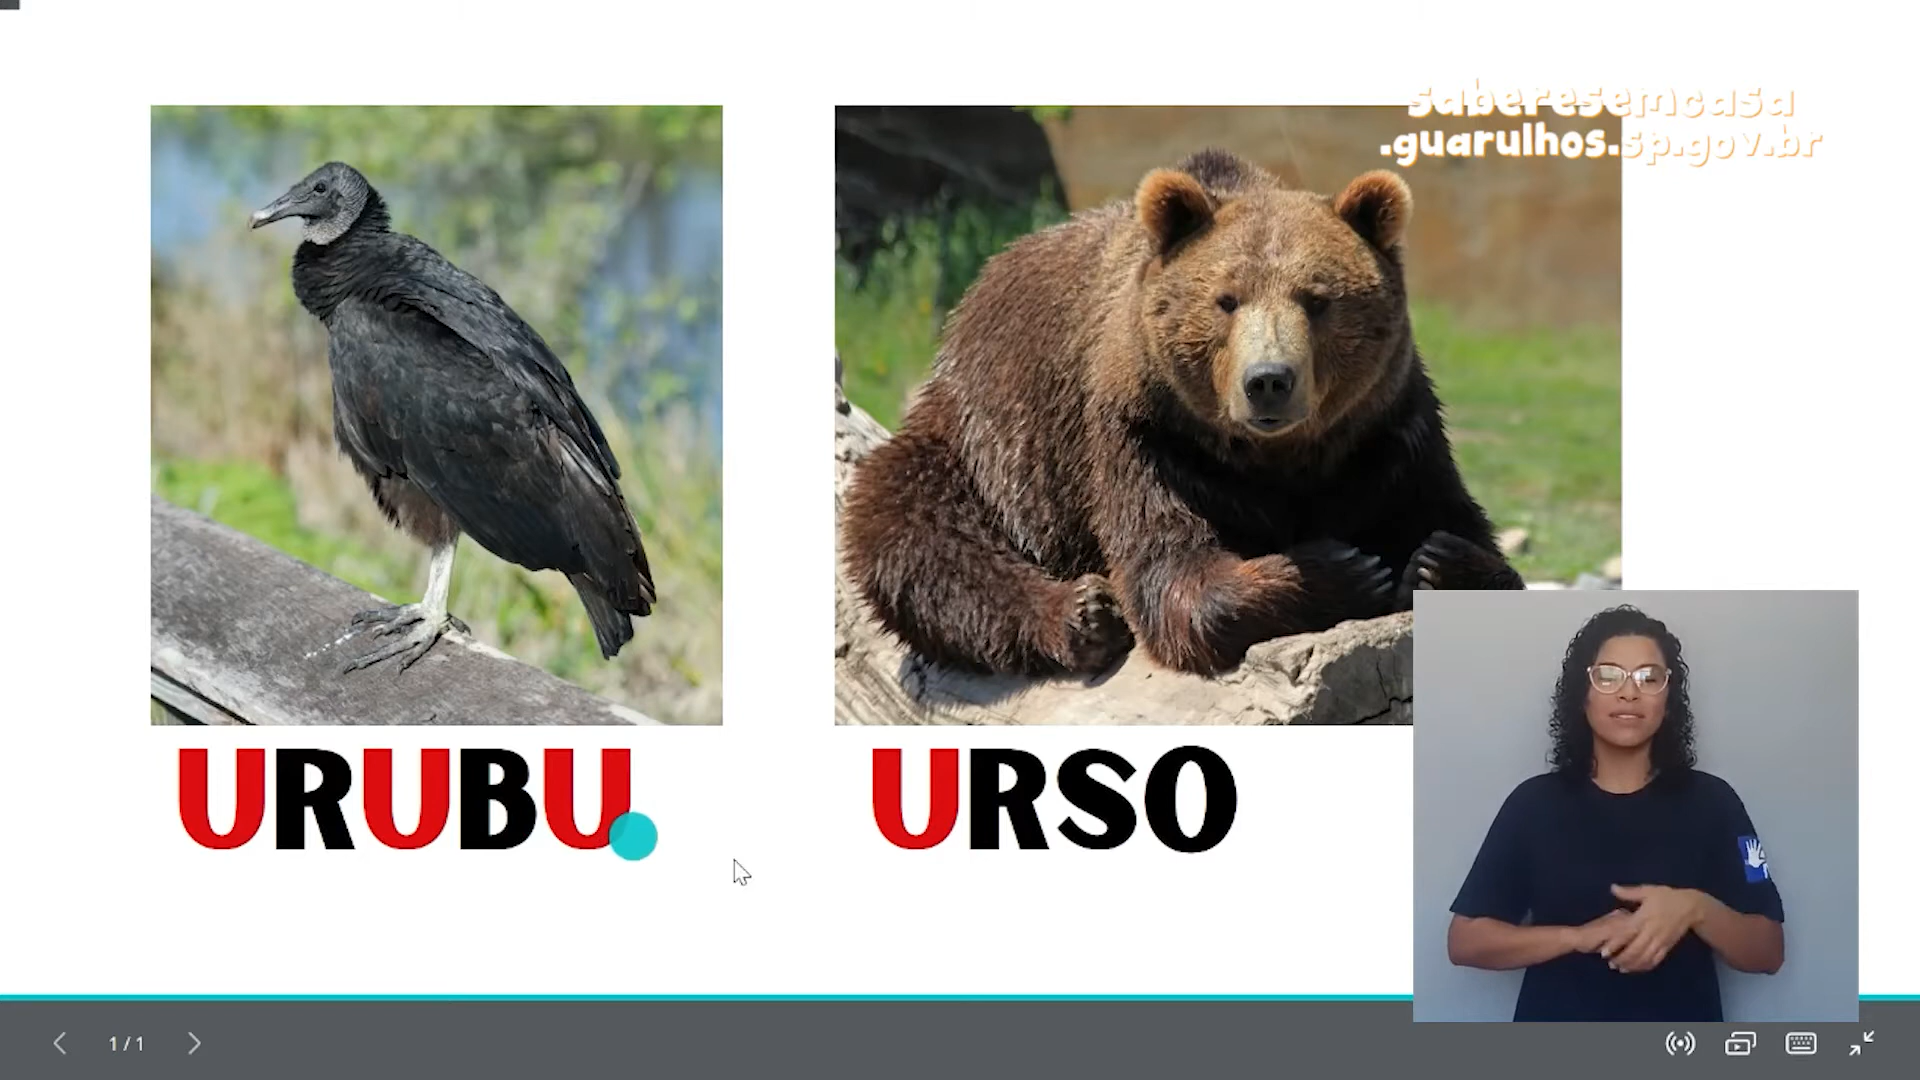 saberesemcasa
.guarulhos.sp.gov.br
URUBU
URSO
1 / 1